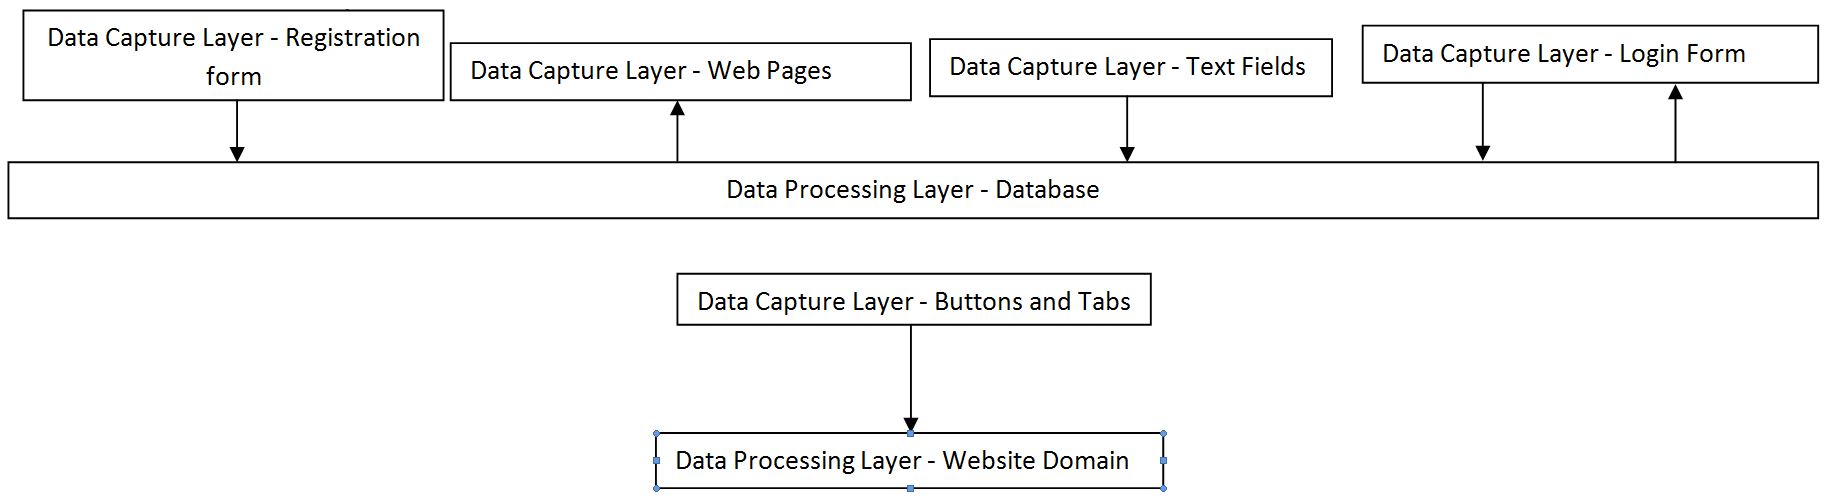 Data Capture Layer - Registration
form
Data Capture Layer - Web Pages
Data Capture Layer - Text Fields
Data Capture Layer - Login Form
Data Processing Layer - Database
Data Capture Layer - Buttons and Tabs
Data Processing Layer - Website Domain